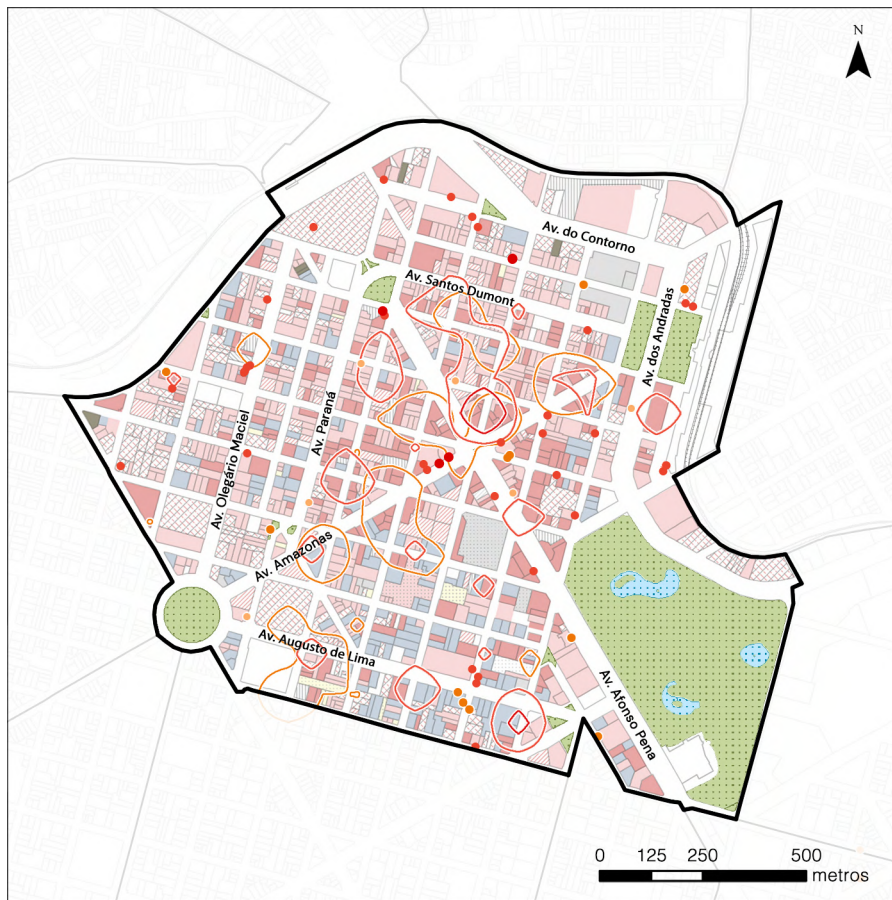 N
Av. do Contorno
Av. Santos Dumont
Av. dos Andradas
Av. Paraná
Av. Olegário Maciel
Av. Amazonas
Av. Augusto de Lima
Av. Afonso Pena
0 125 250 500
metros